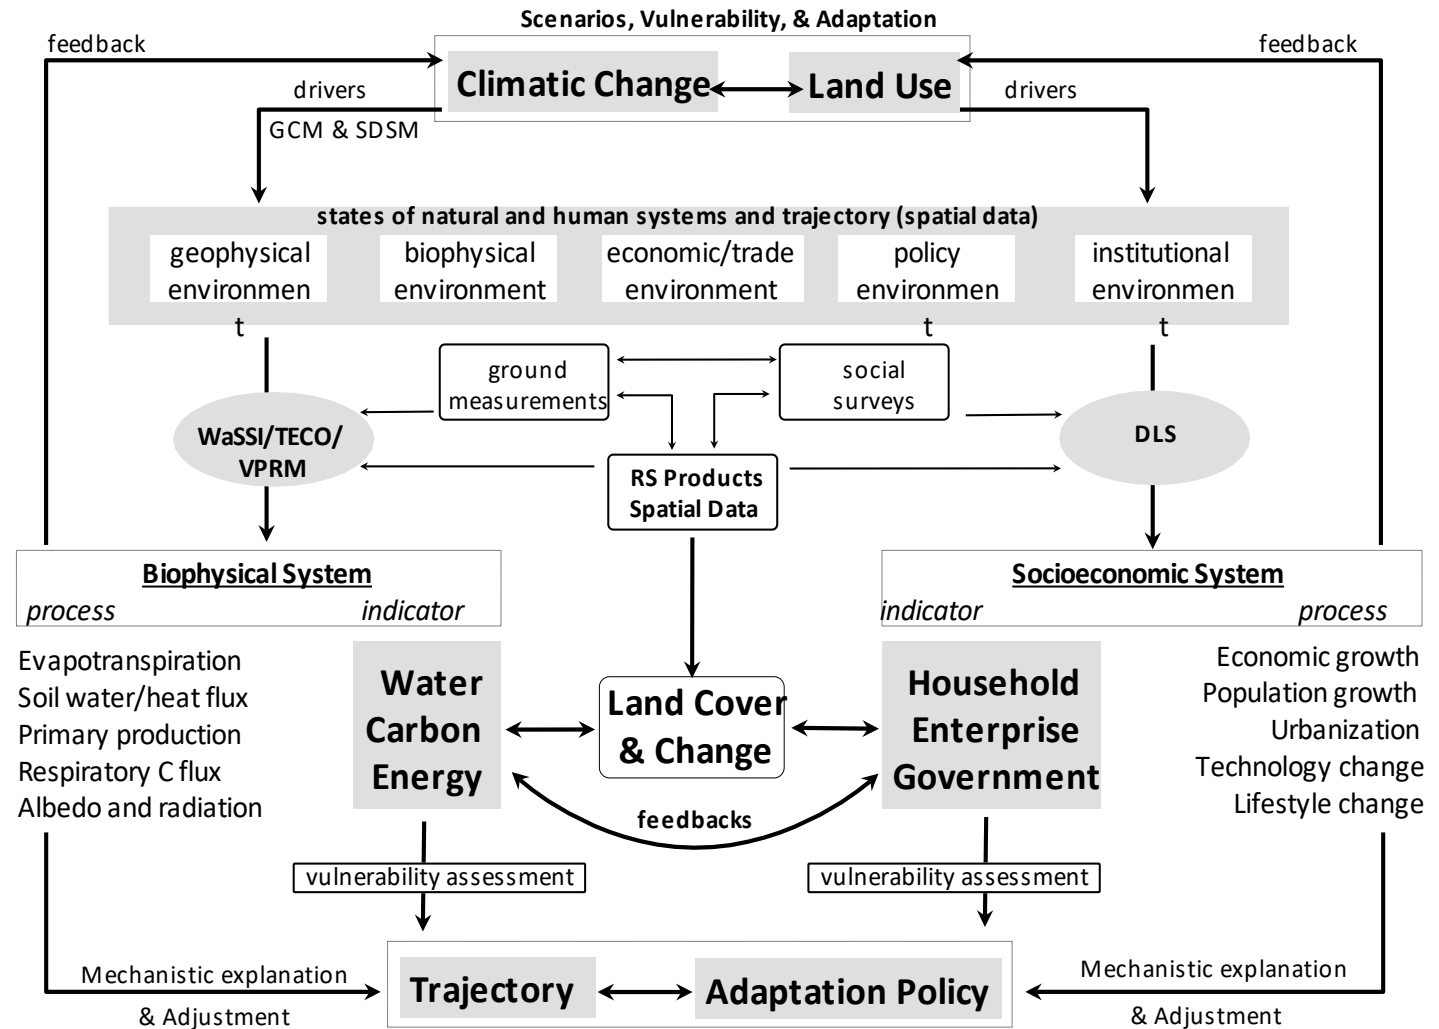 Scenarios, Vulnerability, & Adaptation
feedback
feedback
Climatic Change
Land Use
drivers
drivers
GCM & SDSM
states of natural and human systems and trajectory (spatial data)
geophysical
environmen
t
biophysical
environment
economic/trade
environment
policy
environmen
t
institutional
environmen
t
ground
measurements
social
surveys
WaSSI/TECO/
VPRM
DLS
RS Products
Spatial Data
Biophysical System
process
indicator
Socioeconomic System
indicator
process
Evapotranspiration
Soil water/heat flux
Primary production
Respiratory C flux
Albedo and radiation
Water
Carbon
Energy
Land Cover
& Change
Household
Enterprise
Government
Economic growth
Population growth
Urbanization
Technology change
Lifestyle change
feedbacks
vulnerability assessment
vulnerability assessment
Mechanistic explanation
& Adjustment
Trajectory
Adaptation Policy
Mechanistic explanation
& Adjustment